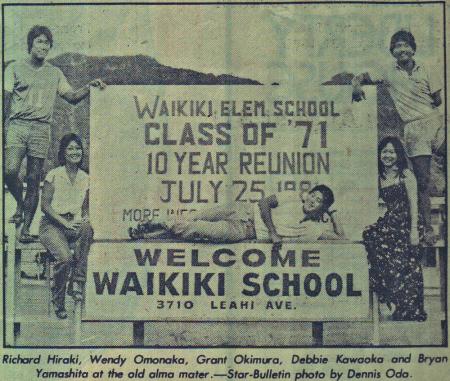 WAIKIKI ELEM. SCHOOL
CLASS OF '71
10 YEAR REUNION
JULY 25
MORE
WELCOME
WAIKIKI SCHOOL
3710 LEAHI AVE.
Richard Hiraki, Wendy Omonaka, Grant Okimura, Debbie Kawaoka and Bryan
Yamashita at the old alma mater.—Star-Bulletin photo by Dennis Oda.